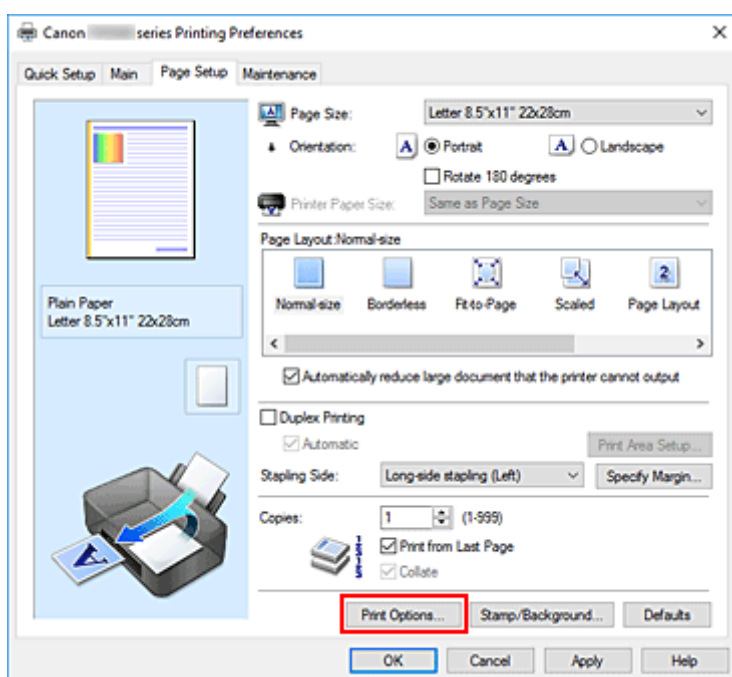 Canon series Printing Preferences
Quick Setup Main Page Setup Maintenance
Page Size: Letter 8.5"x11" 22x28cm
Orientation: A Portrait A Landscape
Rotate 180 degrees
Printer Paper Size: Same as Page Size
Page Layout:Normal-size
2
Normal-size Borderless Fit-to-Page Scaled Page Layout
Plain Paper
Letter 8.5"x11" 22x28cm
Automatically reduce large document that the printer cannot output
Duplex Printing
Automatic Print Area Setup...
Stapling Side: Long-side stapling (Left) Specify Margin...
Copies: 1 (1-999)
Print from Last Page
Collate
A
Print Options... Stamp/Background... Defaults
OK Cancel Apply Help